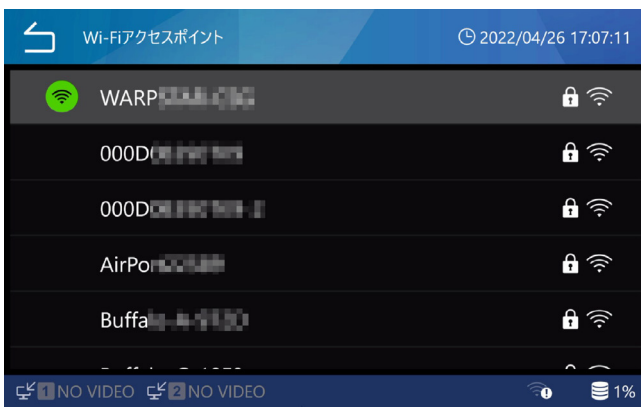 Wi-Fiアクセスポイント 2022/04/26 17:07:11
WARP
000D
000D
AirPo
Buffa
1 NO VIDEO 2 NO VIDEO 1%